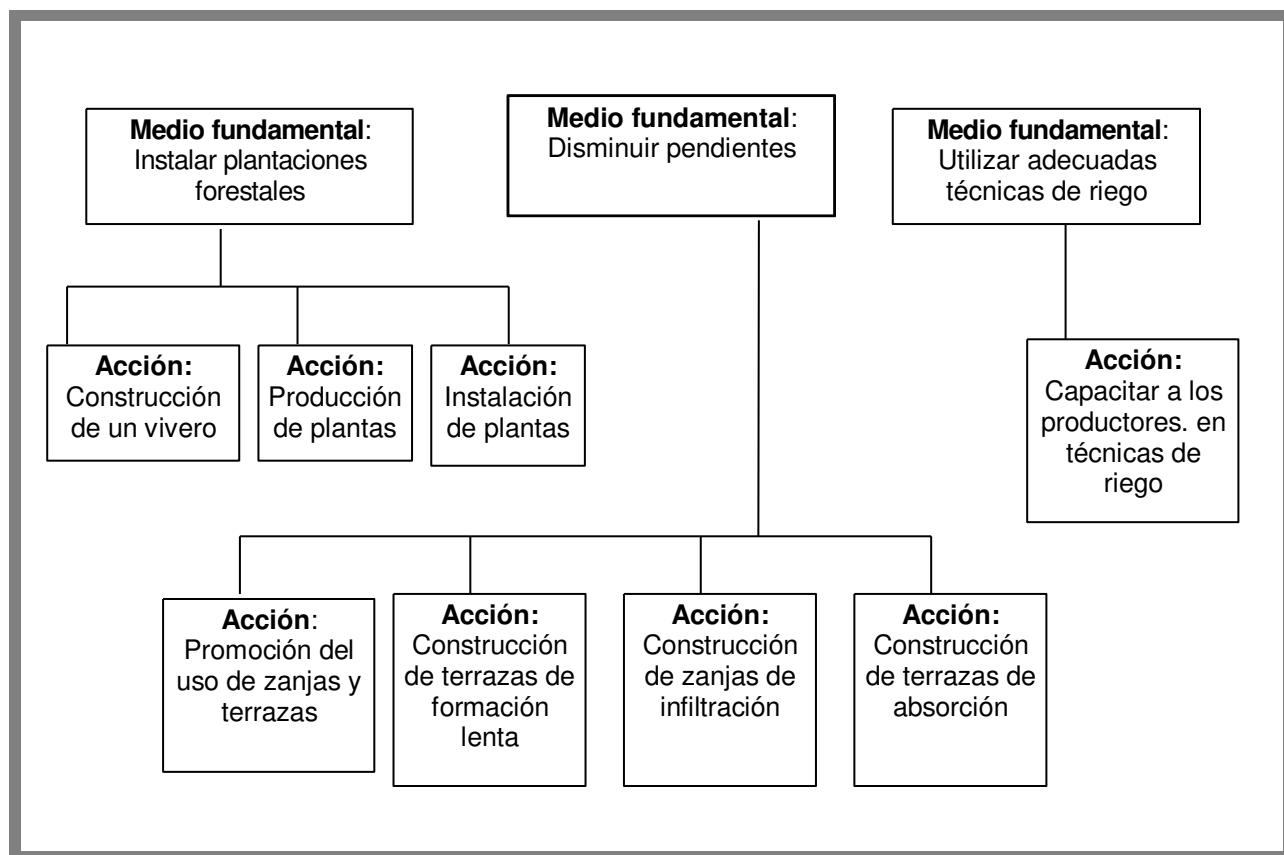 Medio fundamental:
Instalar plantaciones
forestales
Medio fundamental:
Disminuir pendientes
Medio fundamental:
Utilizar adecuadas
técnicas de riego
Acción:
Construcción
de un vivero
Acción:
Producción
de plantas
Acción:
Instalación
de plantas
Acción:
Capacitar a los
productores. en
técnicas de
riego
Acción:
Promoción del
uso de zanjas y
terrazas
Acción:
Construcción
de terrazas de
formación
lenta
Acción:
Construcción
de zanjas de
infiltración
Acción:
Construcción
de terrazas de
absorción